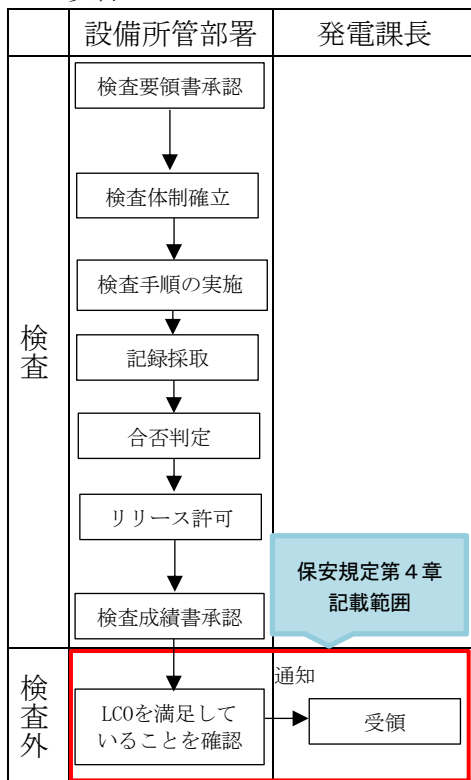 設備所管部署
発電課長
検査
検査要領書承認
検査体制確立
検査手順の実施
記録採取
合否判定
リリース許可
検査成績書承認
保安規定第４章
記載範囲
検査外
LCOを満足して
いることを確認
通知
受領